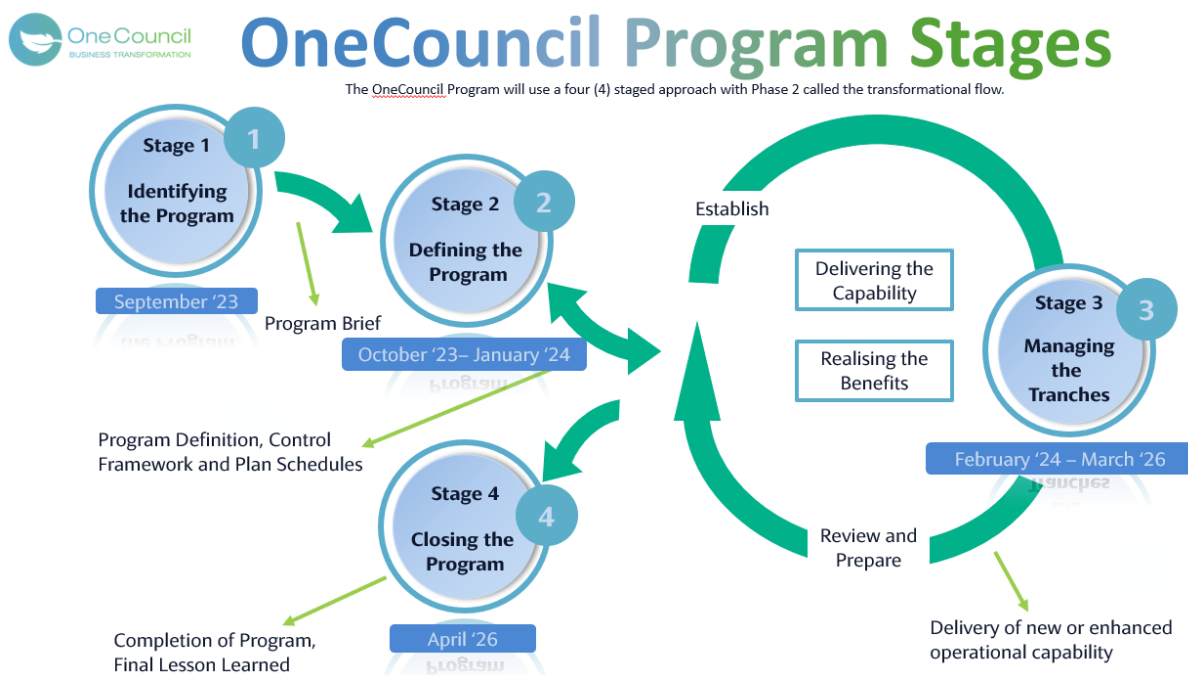 One Council
BUSINESS TRANSFORMATION
OneCouncil Program Stages
The OneCouncil Program will use a four (4) staged approach with Phase 2 called the transformational flow.
Stage 1
1
Identifying
the Program
September ‘23
Program Brief
Stage 2
2
Defining the
Program
October ‘23– January ‘24
Program Definition, Control
Framework and Plan Schedules
Establish
Delivering the
Capability
Realising the
Benefits
Stage 3
3
Managing
the
Tranches
February ‘24 – March ‘26
Review and
Prepare
Delivery of new or enhanced
operational capability
Stage 4
4
Closing the
Program
April ‘26
Completion of Program,
Final Lesson Learned